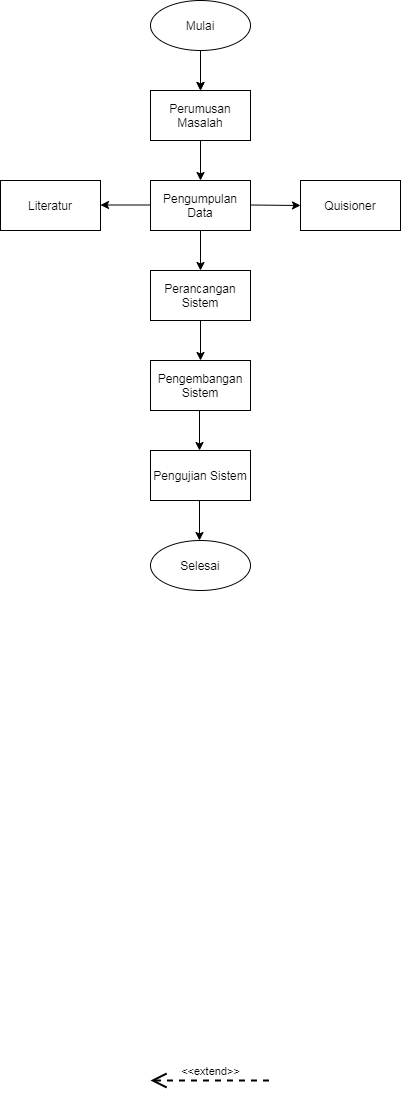 Mulai
Perumusan
Masalah
Literatur
Pengumpulan
Data
Quisioner
Perancangan
Sistem
Pengembangan
Sistem
Pengujian Sistem
Selesai
<<extend>>